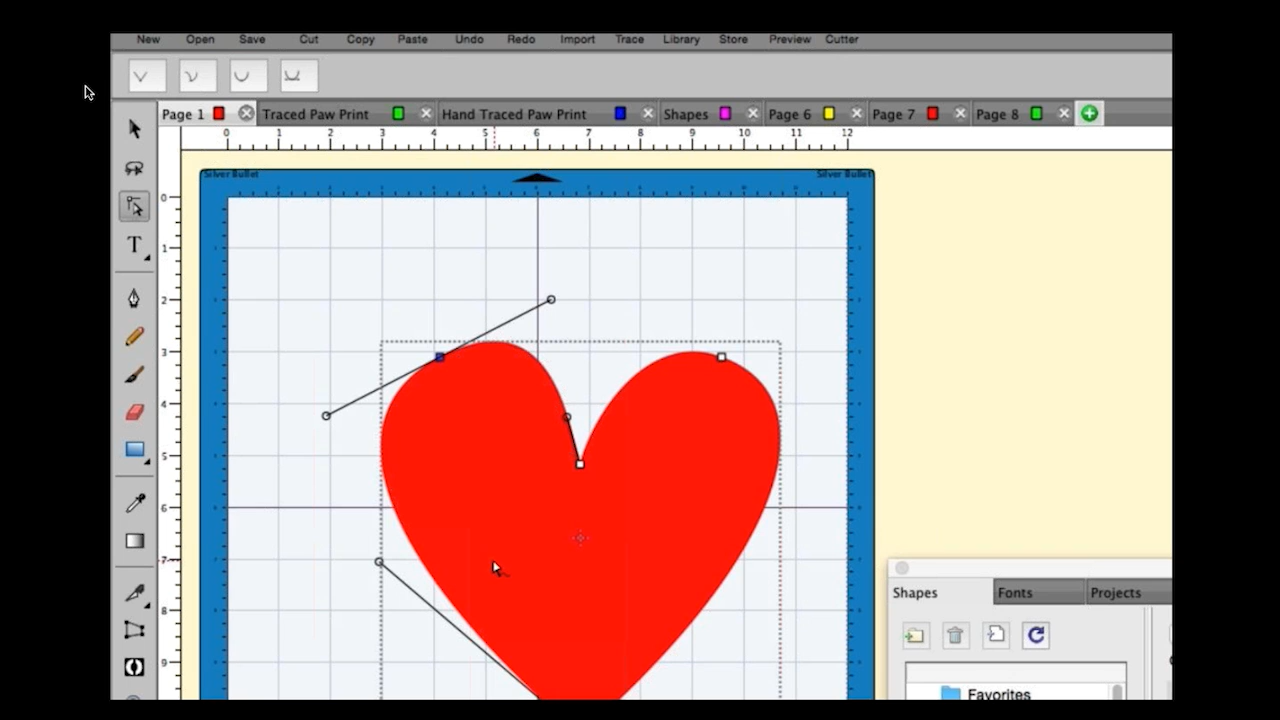 New Open Save Cut Copy Paste Undo Redo Import Trace Library Store Preview Cutter
Page 1 Traced Paw Print Hand Traced Paw Print Shapes Page 6 Page 7 Page 8
0 1 2 3 4 5 6 7 8 9 10 11 12
Silver Bullet Silver Bullet
0
1
2
3
4
5
6
7
8
9
T
Shapes Fonts Projects
Favorites